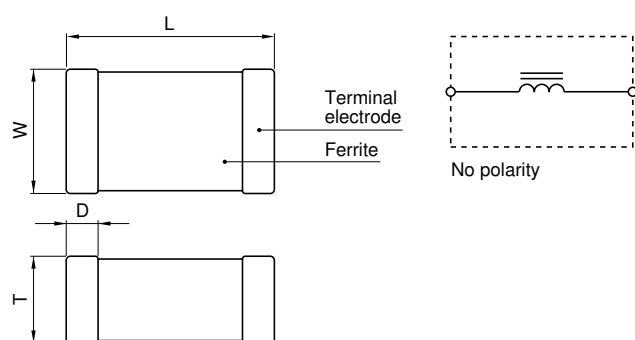 L
W
Terminal
electrode
Ferrite
No polarity
D
T